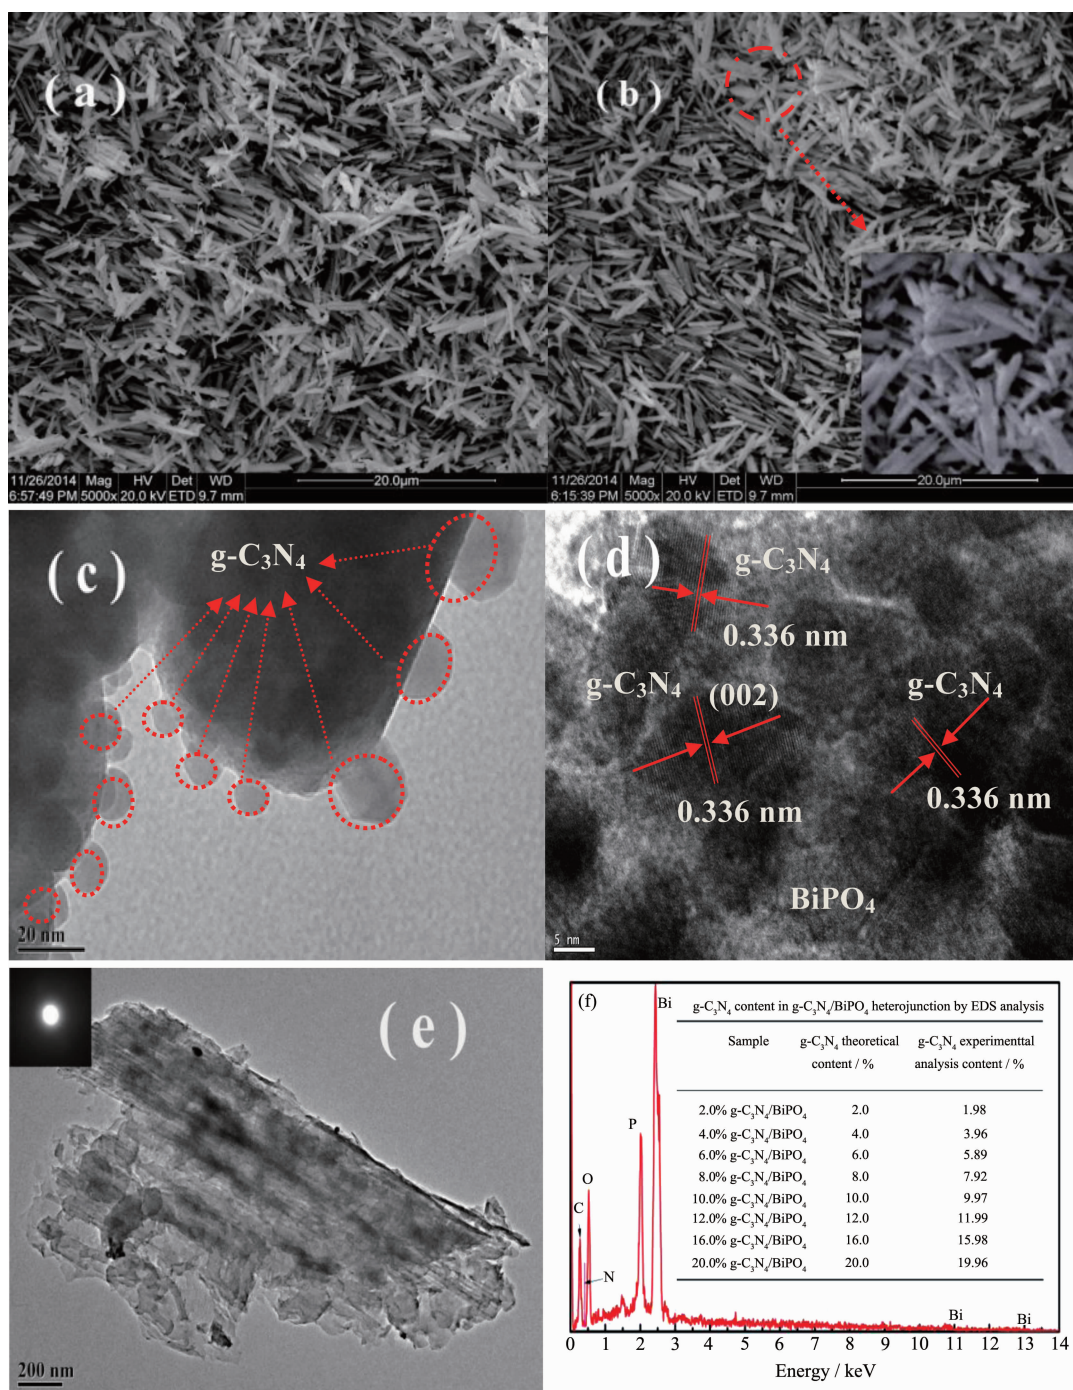 ( a )
( b )
11/26/2014 Mag HV Det WD 20.0µm
6:57:49 PM 5000x 20.0 kV ETD 9.7 mm
11/26/2014 Mag HV Det WD 20.0µm
6:15:39 PM 5000x 20.0 kV ETD 9.7 mm
( c )
g-C₃N₄
20 nm
( d )
g-C₃N₄
0.336 nm
g-C₃N₄
(002)
g-C₃N₄
0.336 nm
0.336 nm
BiPO₄
5 nm
( e )
200 nm
(f)
Bi
g-C₃N₄ content in g-C₃N₄/BiPO₄ heterojunction by EDS analysis
Sample g-C₃N₄ theoretical content / % g-C₃N₄ experimenttal analysis content / %
2.0% g-C₃N₄/BiPO₄ 2.0 1.98
4.0% g-C₃N₄/BiPO₄ 4.0 3.96
6.0% g-C₃N₄/BiPO₄ 6.0 5.89
8.0% g-C₃N₄/BiPO₄ 8.0 7.92
10.0% g-C₃N₄/BiPO₄ 10.0 9.97
12.0% g-C₃N₄/BiPO₄ 12.0 11.99
16.0% g-C₃N₄/BiPO₄ 16.0 15.98
20.0% g-C₃N₄/BiPO₄ 20.0 19.96
P
O
C
N
Bi
Bi
0 1 2 3 4 5 6 7 8 9 10 11 12 13 14
Energy / keV